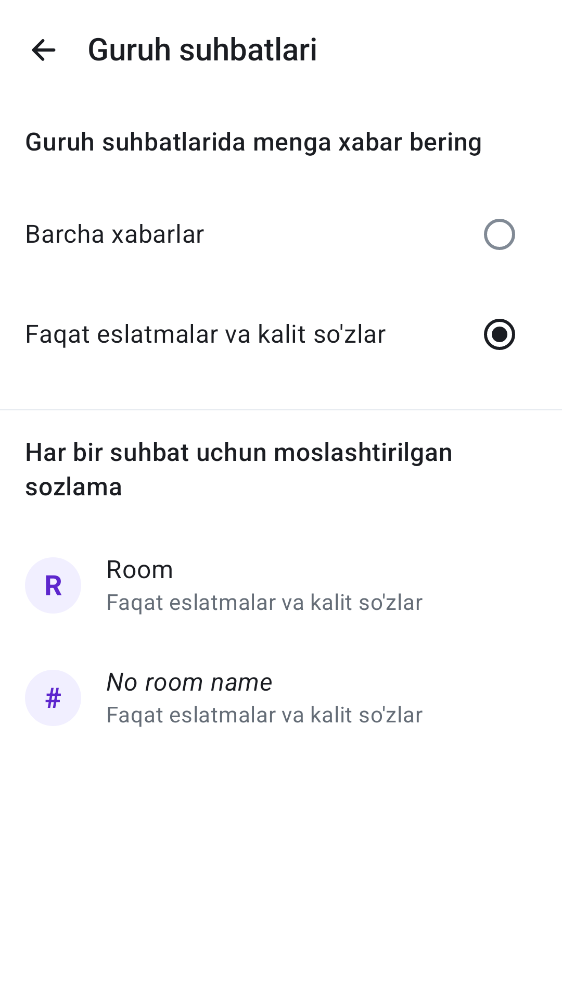 Guruh suhbatlari
Guruh suhbatlarida menga xabar bering
Barcha xabarlar
Faqat eslatmalar va kalit so'zlar
Har bir suhbat uchun moslashtirilgan
sozlama
R
Room
Faqat eslatmalar va kalit so'zlar
#
No room name
Faqat eslatmalar va kalit so'zlar